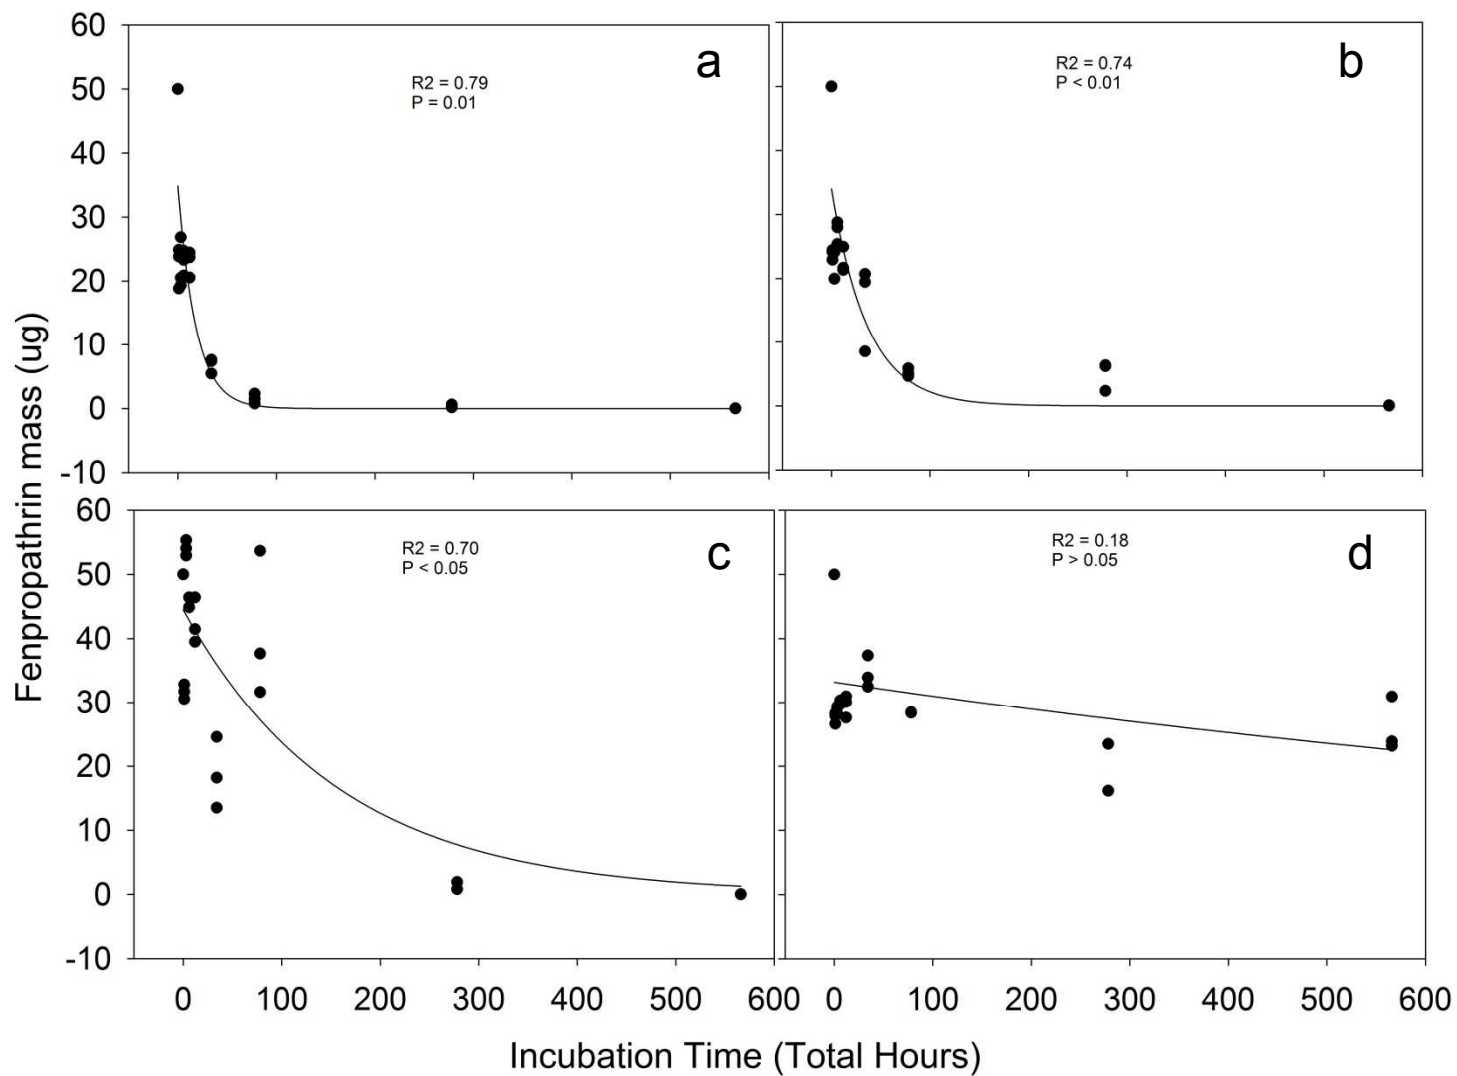 60
50
40
30
20
10
0
-10
R2 = 0.79
P = 0.01
a
R2 = 0.74
P < 0.01
b
60
50
40
30
20
10
0
-10
R2 = 0.70
P < 0.05
c
R2 = 0.18
P > 0.05
d
Fenpropathrin mass (ug)
0 100 200 300 400 500 600
0 100 200 300 400 500 600
Incubation Time (Total Hours)